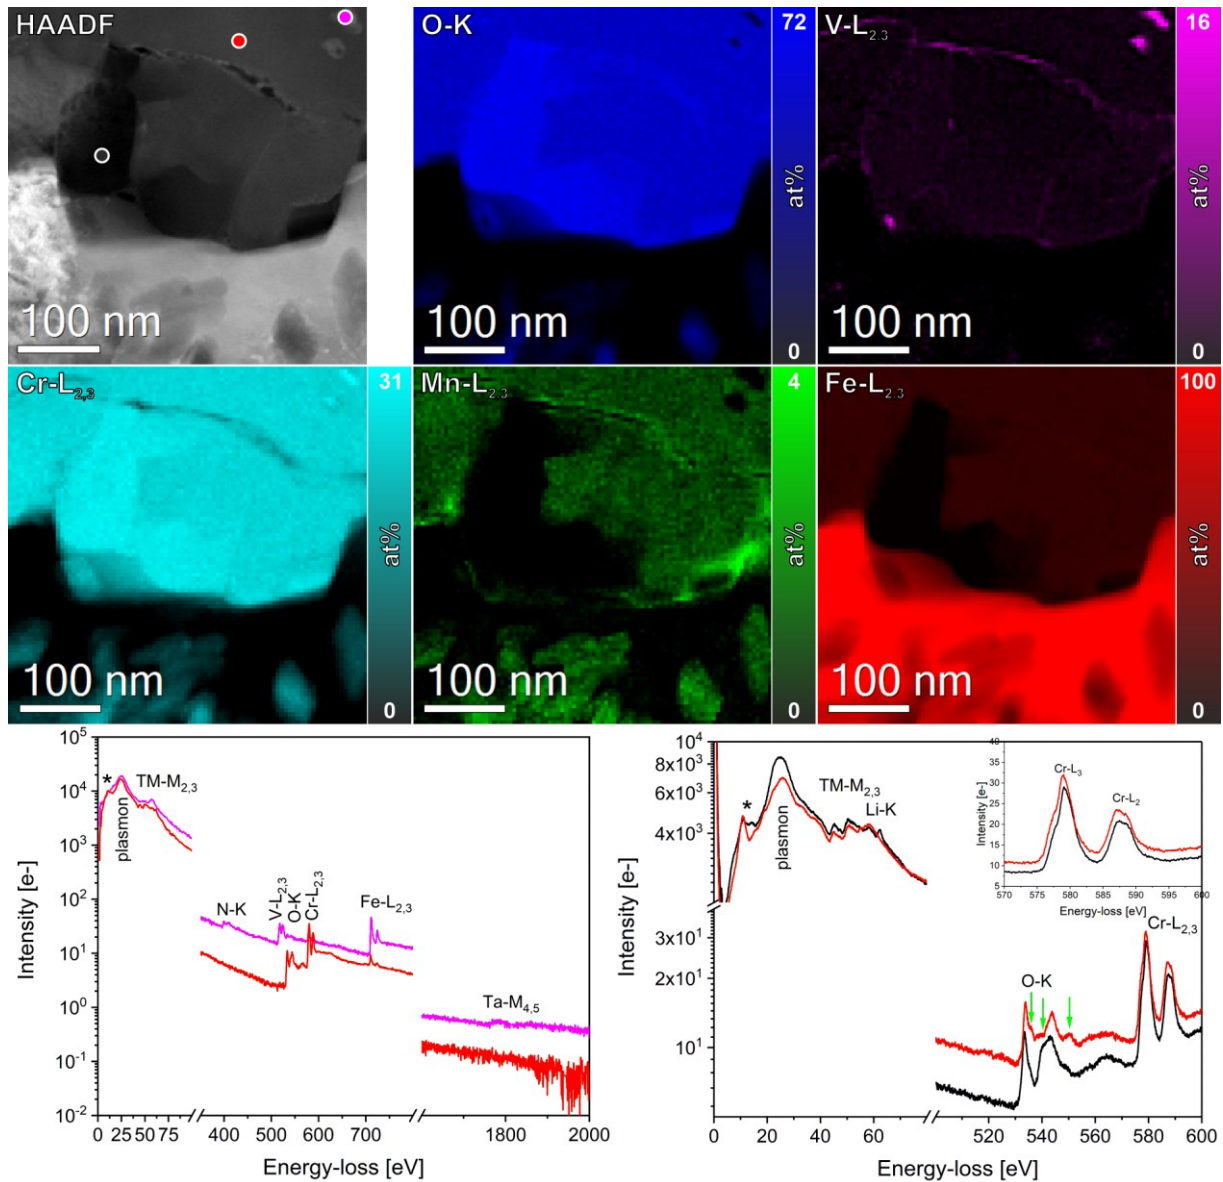 HAADF
100 nm
O-K
72
at%
0
100 nm
V-L2,3
16
at%
0
100 nm
Cr-L2,3
31
at%
0
100 nm
Mn-L2,3
4
at%
0
100 nm
Fe-L2,3
100
at%
0
100 nm
10^5
10^4
10^3
10^2
10^1
10^0
10^-1
10^-2
Intensity [e-]
*
plasmon
TM-M2,3
N-K
V-L2,3
O-K
Cr-L2,3
Fe-L2,3
Ta-M4,5
0 25 50 75 400 500 600 700 1800 2000
Energy-loss [eV]
10^4
8x10^3
6x10^3
4x10^3
3x10^1
2x10^1
10^1
Intensity [e-]
*
plasmon
TM-M2,3
Li-K
40
35
30
25
20
15
10
5
Intensity [e-]
Cr-L3
Cr-L2
570 575 580 585 590 595 600
Energy-loss [eV]
O-K
Cr-L2,3
0 20 40 60 520 540 560 580 600
Energy-loss [eV]